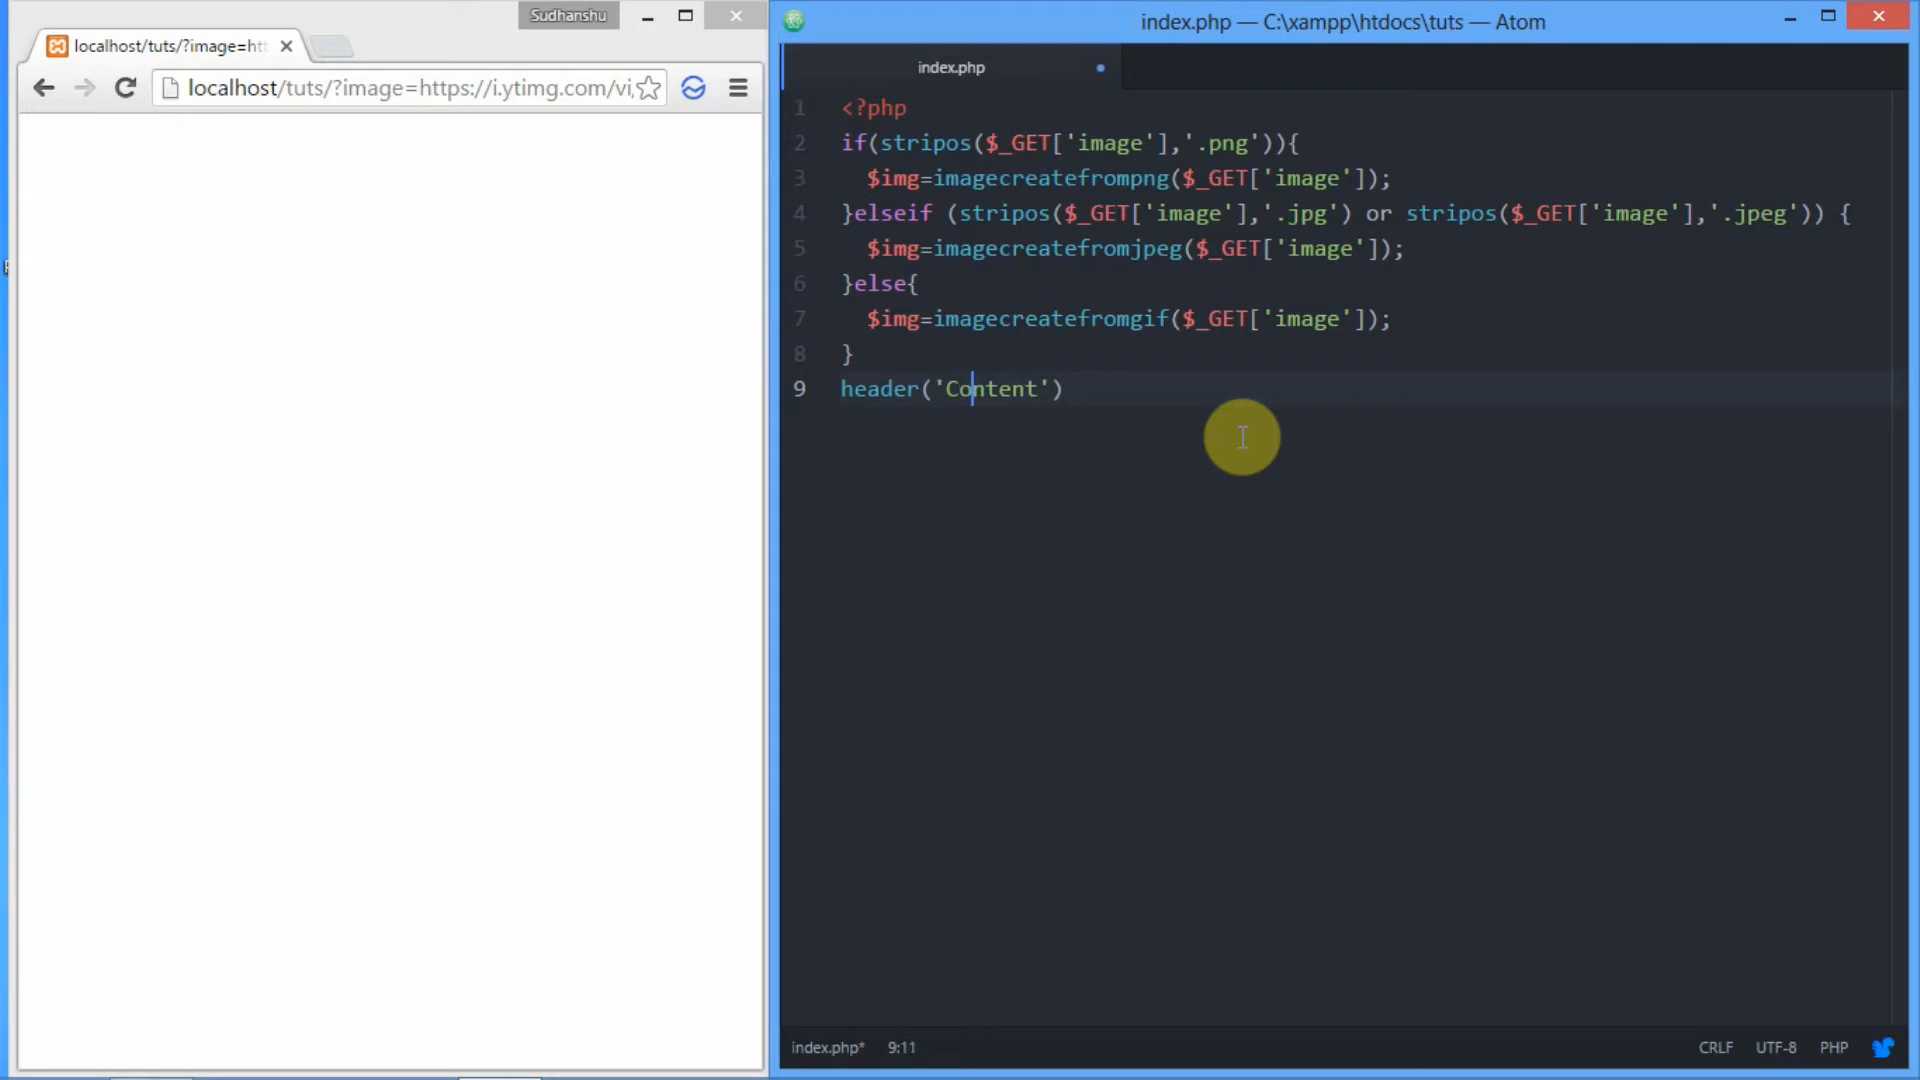 Sudhanshu
localhost/tuts/?image=htt
localhost/tuts/?image=https://i.ytimg.com/vi,
index.php — C:\xampp\htdocs\tuts — Atom
index.php
1 <?php
2 if(stripos($_GET['image'],'.png')){
3 $img=imagecreatefrompng($_GET['image']);
4 }elseif (stripos($_GET['image'],'.jpg') or stripos($_GET['image'],'.jpeg')) {
5 $img=imagecreatefromjpeg($_GET['image']);
6 }else{
7 $img=imagecreatefromgif($_GET['image']);
8 }
9 header('Content')
index.php* 9:11
CRLF UTF-8 PHP